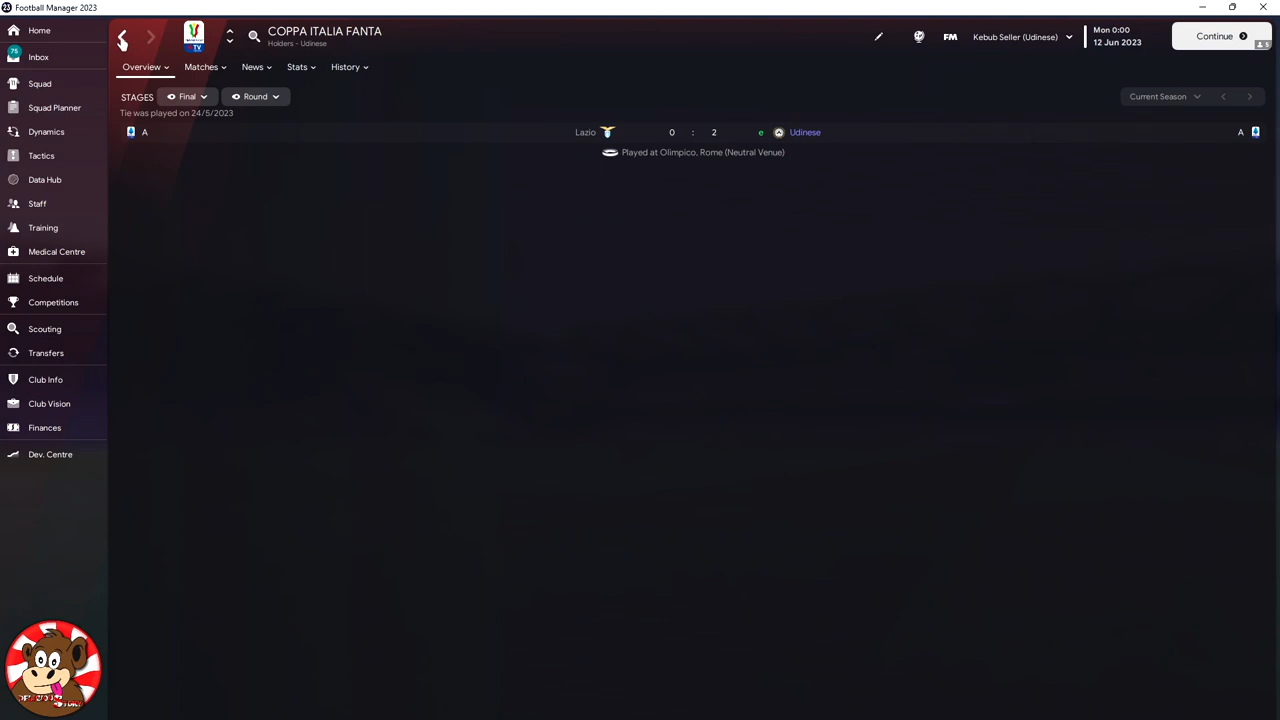 Football Manager 2023
Home
75
Inbox
Squad
Squad Planner
Dynamics
Tactics
Data Hub
Staff
Training
Medical Centre
Schedule
Competitions
Scouting
Transfers
Club Info
Club Vision
Finances
Dev. Centre
TV
COPPA ITALIA FANTA
Holders - Udinese
FM
Kebub Seller (Udinese)
Mon 0:00
12 Jun 2023
Continue
5
Overview Matches News Stats History
STAGES Final Round Current Season
Tie was played on 24/5/2023
A Lazio 0 : 2 e Udinese A
Played at Olimpico, Rome (Neutral Venue)